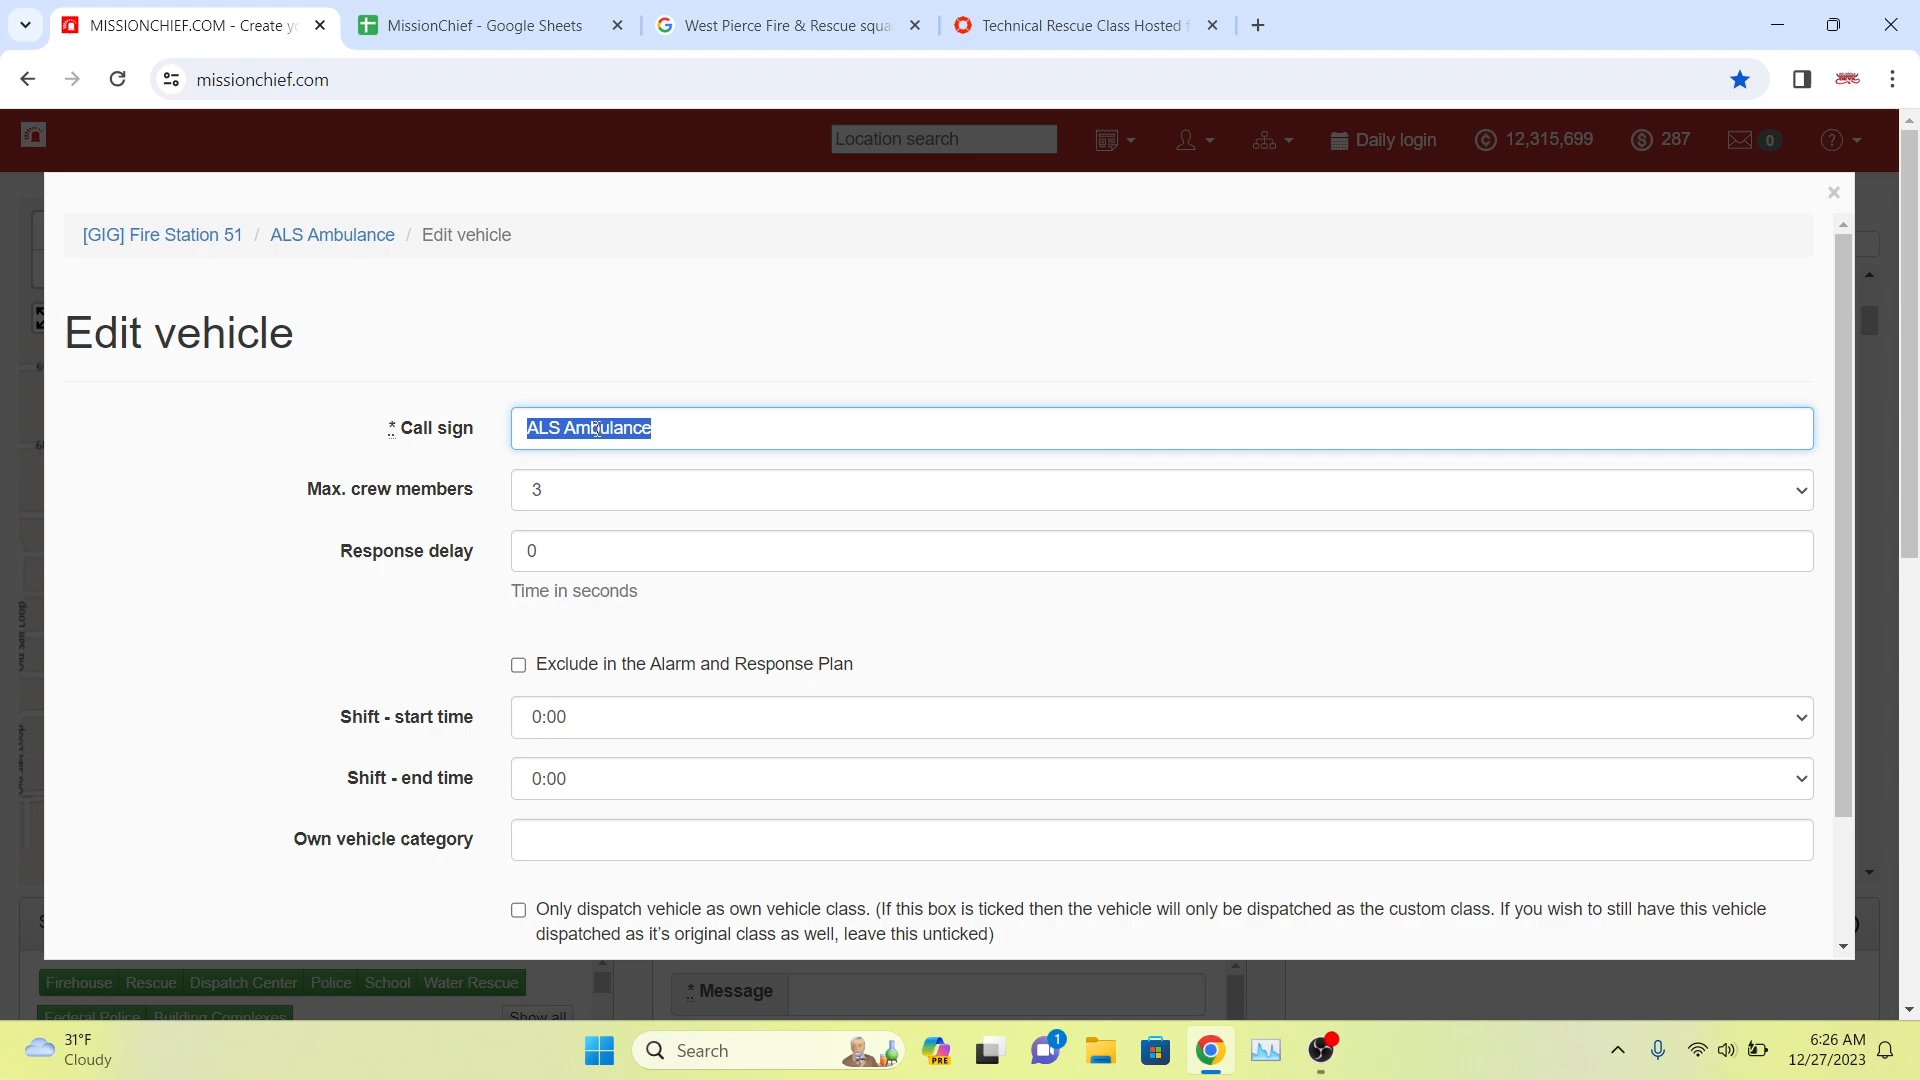 MISSIONCHIEF.COM - Create yo
MissionChief - Google Sheets
West Pierce Fire & Rescue squa
Technical Rescue Class Hosted f
missionchief.com
Location search
Daily login
12,315,699
287
0
[GIG] Fire Station 51 / ALS Ambulance / Edit vehicle
Edit vehicle
* Call sign
ALS Ambulance
Max. crew members
3
Response delay
0
Time in seconds
Exclude in the Alarm and Response Plan
Shift - start time
0:00
Shift - end time
0:00
Own vehicle category
Only dispatch vehicle as own vehicle class. (If this box is ticked then the vehicle will only be dispatched as the custom class. If you wish to still have this vehicle
dispatched as it's original class as well, leave this unticked)
Firehouse Rescue Dispatch Center Police School Water Rescue
Federal Police Building Complexes
Show all
* Message
31°F
Cloudy
Search
PRE
1
6:26 AM
12/27/2023